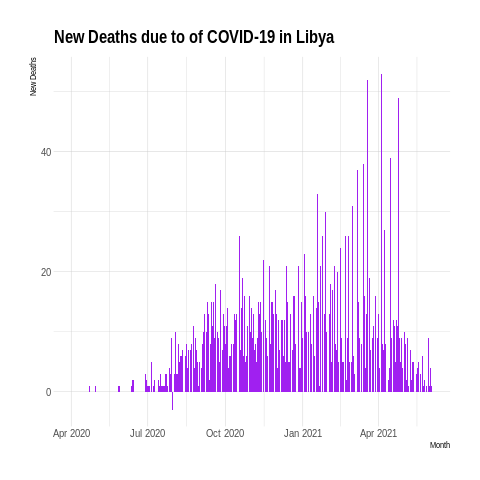 New Deaths due to of COVID-19 in Libya
New Deaths
40
20
0
Apr 2020 Jul 2020 Oct 2020 Jan 2021 Apr 2021
Month